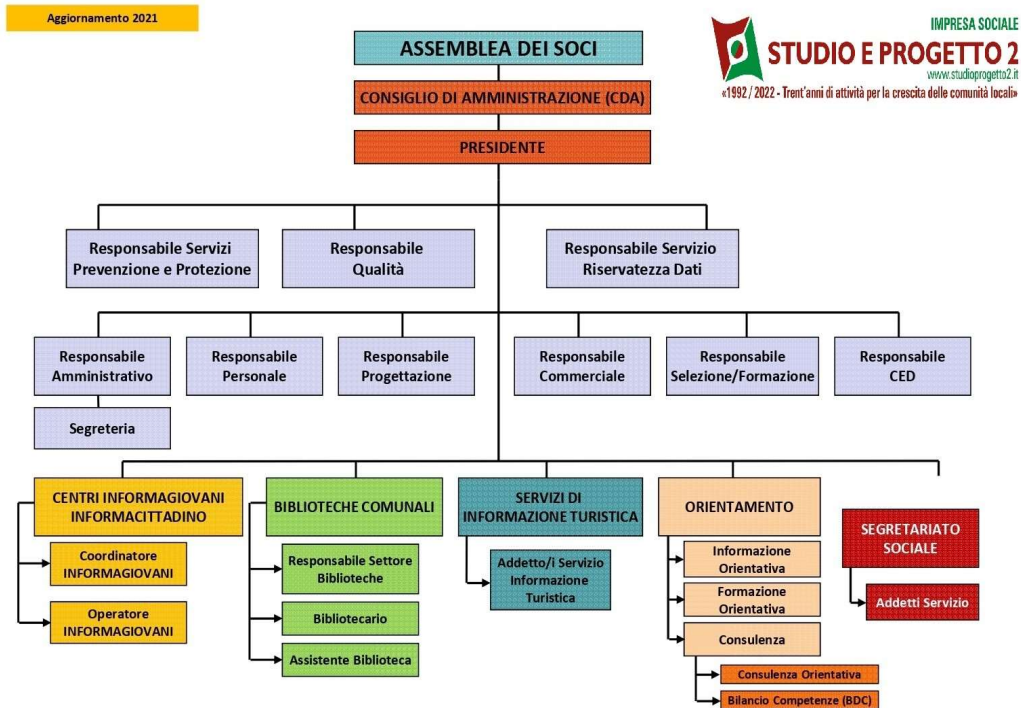 Aggiornamento 2021
IMPRESA SOCIALE
STUDIO E PROGETTO 2
www.studioprogetto2.it
«1992 / 2022 - Trent'anni di attività per la crescita delle comunità locali»
ASSEMBLEA DEI SOCI
CONSIGLIO DI AMMINISTRAZIONE (CDA)
PRESIDENTE
Responsabile Servizi
Prevenzione e Protezione
Responsabile
Qualità
Responsabile Servizio
Riservatezza Dati
Responsabile
Amministrativo
Responsabile
Personale
Responsabile
Progettazione
Responsabile
Commerciale
Responsabile
Selezione/Formazione
Responsabile
CED
Segreteria
CENTRI INFORMAGIOVANI
INFORMACITTADINO
Coordinatore
INFORMAGIOVANI
Operatore
INFORMAGIOVANI
BIBLIOTECHE COMUNALI
Responsabile Settore
Biblioteche
Bibliotecario
Assistente Biblioteca
SERVIZI DI
INFORMAZIONE TURISTICA
Addetto/i Servizio
Informazione
Turistica
ORIENTAMENTO
Informazione
Orientativa
Formazione
Orientativa
Consulenza
Consulenza Orientativa
Bilancio Competenze (BDC)
SEGRETARIATO
SOCIALE
Addetti Servizio